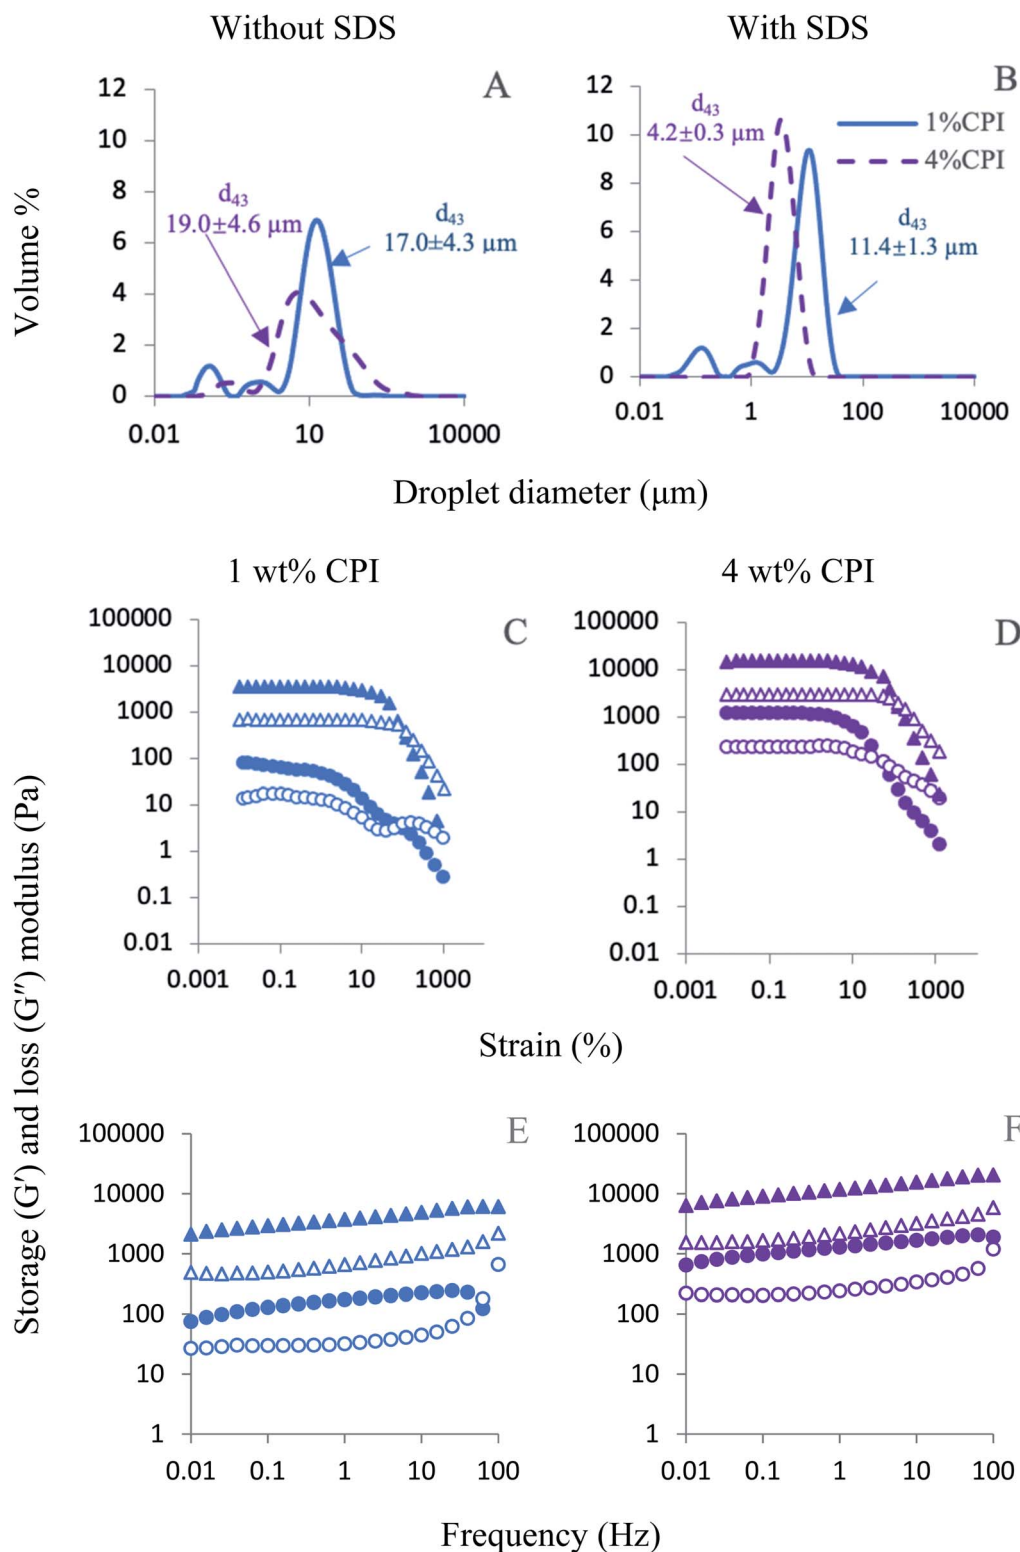 Without SDS
With SDS
A
12
10
8
6
4
2
0
0.01
10
10000
d43
19.0±4.6 μm
d43
17.0±4.3 μm
B
12
10
8
6
4
2
0
0.01
1
100
10000
d43
4.2±0.3 μm
1%CPI
4%CPI
d43
11.4±1.3 μm
Volume %
Droplet diameter (μm)
1 wt% CPI
4 wt% CPI
C
100000
10000
1000
100
10
1
0.1
0.01
0.001
0.1
10
1000
D
100000
10000
1000
100
10
1
0.1
0.01
0.001
0.1
10
1000
Strain (%)
Storage (G′) and loss (G″) modulus (Pa)
E
100000
10000
1000
100
10
1
0.01
0.1
1
10
100
F
100000
10000
1000
100
10
1
0.01
0.1
1
10
100
Frequency (Hz)